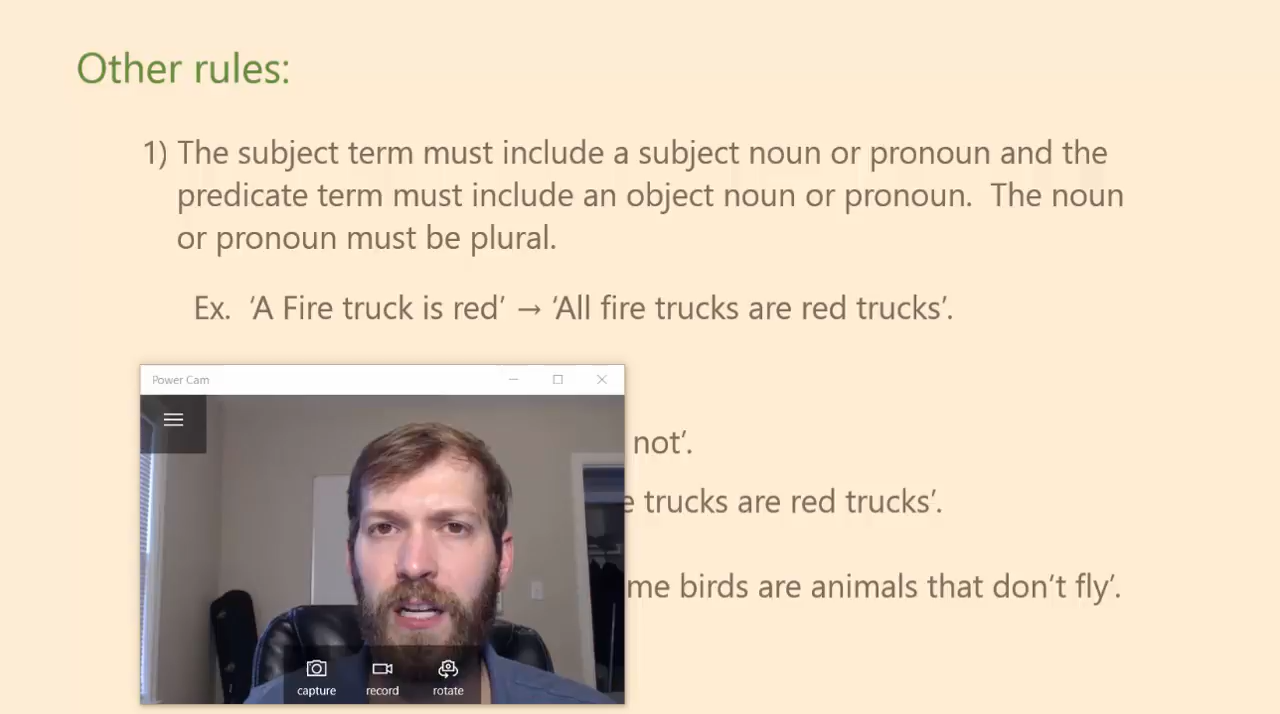 Other rules:
1) The subject term must include a subject noun or pronoun and the
predicate term must include an object noun or pronoun.  The noun
or pronoun must be plural.
Ex.  ‘A Fire truck is red’ → ‘All fire trucks are red trucks’.
Power Cam
not’.
trucks are red trucks’.
birds are animals that don’t fly’.
capture record rotate